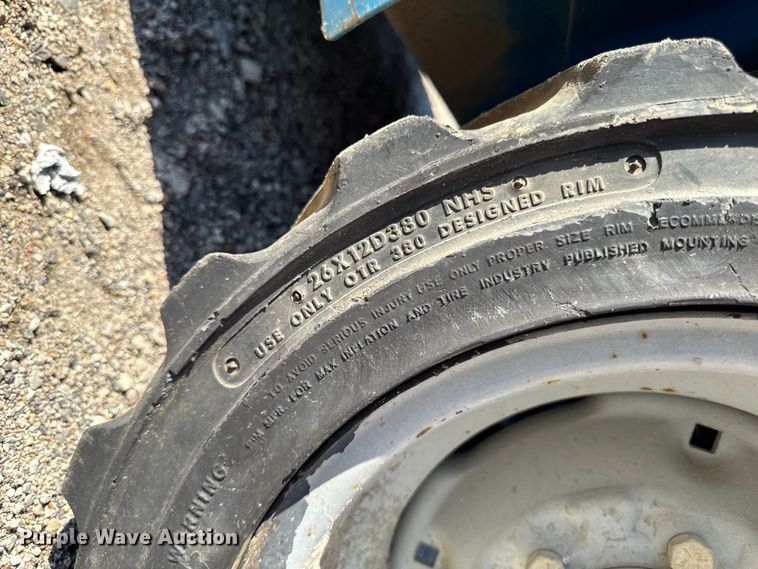 26X12D380 NHS
USE ONLY OTR 380 DESIGNED RIM
TO AVOID SERIOUS INJURY USE ONLY PROPER SIZE RIM RECOMMENDE
RIM MFR FOR MAX INFLATION AND TIRE INDUSTRY PUBLISHED MOUNTING
WARNING:
Purple Wave Auction